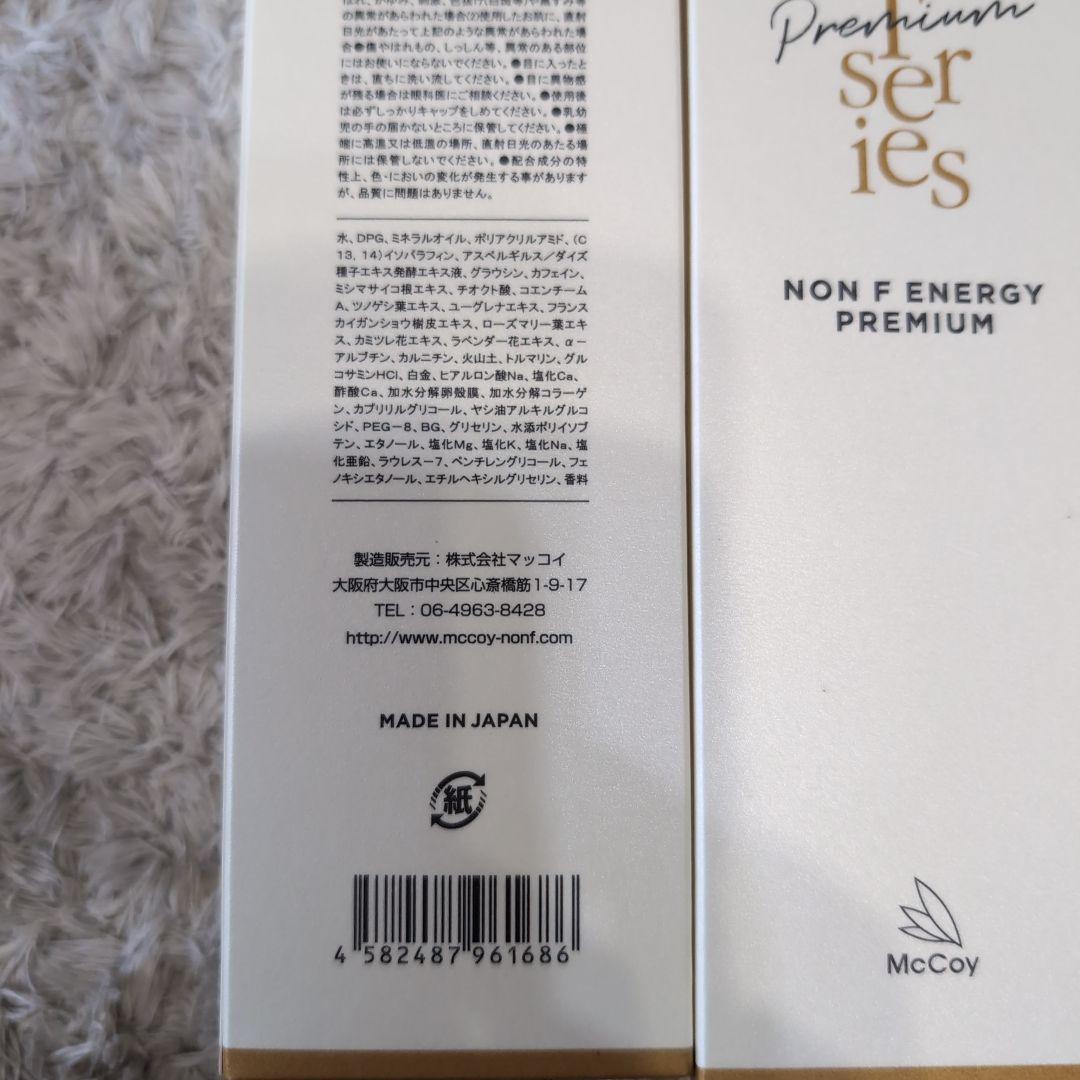 の異常があらわれた場合(2)使用したお肌に、直射
日光があたって上記のような異常があらわれた場
合●傷やはれもの、しっしん等、異常のある部位
にはお使いにならないでください。●目に入ったと
きは、直ちに洗い流してください。●目に異物感
が残る場合は眼科医にご相談ください。●使用後
は必ずしっかりキャップをしめてください。●乳幼
児の手の届かないところに保管してください。●極
端に高温又は低温の場所、直射日光のあたる場
所には保管しないでください。●配合成分の特
性上、色・においの変化が発生する事があります
が、品質に問題はありません。
水、DPG、ミネラルオイル、ポリアクリルアミド、(C
13, 14)イソパラフィン、アスペルギルス/ダイズ
種子エキス発酵エキス液、グラウシン、カフェイン、
ミシマサイコ根エキス、チオクト酸、コエンチーム
A、ツノゲシ葉エキス、ユーグレナエキス、フランス
カイガンショウ樹皮エキス、ローズマリー葉エキ
ス、カミツレ花エキス、ラベンダー花エキス、α－
アルブチン、カルニチン、火山土、トルマリン、グル
コサミンHCl、白金、ヒアルロン酸Na、塩化Ca、
酢酸Ca、加水分解卵殻膜、加水分解コラーゲ
ン、カプリリルグリコール、ヤシ油アルキルグルコ
シド、PEG－8、BG、グリセリン、水添ポリイソブ
テン、エタノール、塩化Mg、塩化K、塩化Na、塩
化亜鉛、ラウレス－7、ペンチレングリコール、フェ
ノキシエタノール、エチルヘキシルグリセリン、香料
製造販売元：株式会社マッコイ
大阪府大阪市中央区心斎橋筋1-9-17
TEL：06-4963-8428
http://www.mccoy-nonf.com
MADE IN JAPAN
紙
4 582487 961686
Premium
ser
ies
NON F ENERGY
PREMIUM
McCoy